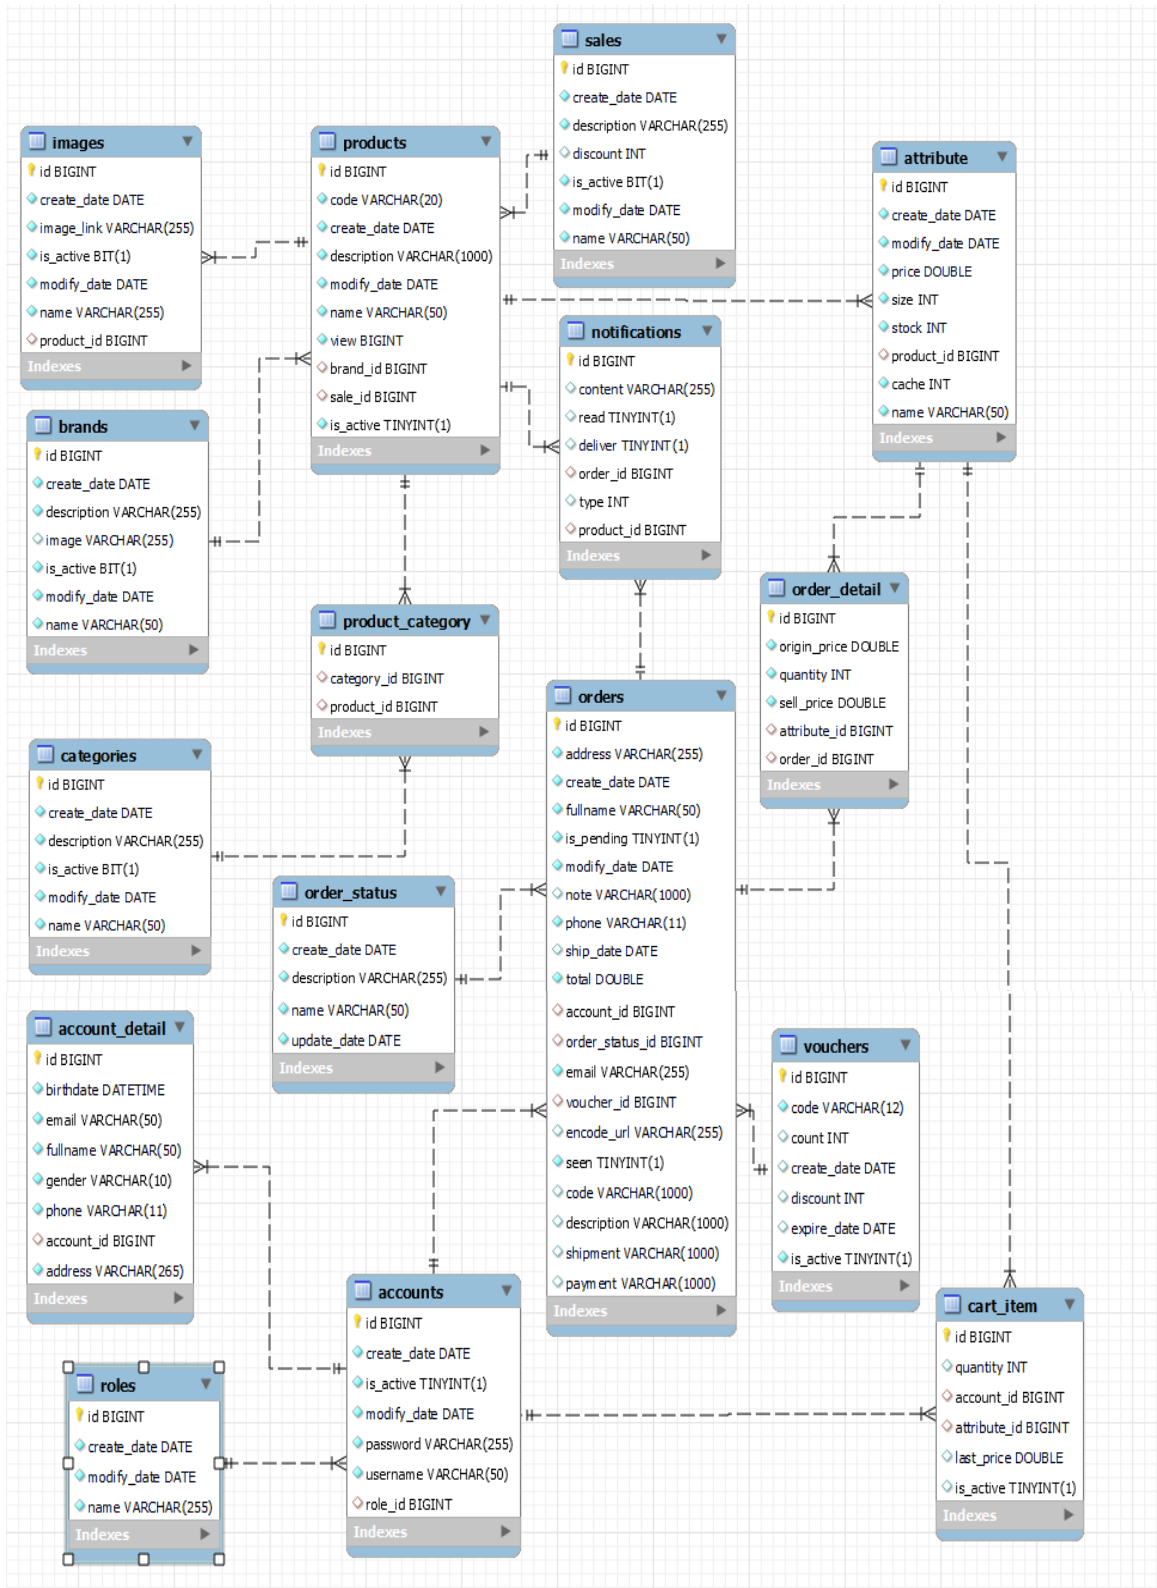 sales
id BIGINT
create_date DATE
description VARCHAR(255)
discount INT
is_active BIT(1)
modify_date DATE
name VARCHAR(50)
Indexes
images
id BIGINT
create_date DATE
image_link VARCHAR(255)
is_active BIT(1)
modify_date DATE
name VARCHAR(255)
product_id BIGINT
Indexes
products
id BIGINT
code VARCHAR(20)
create_date DATE
description VARCHAR(1000)
modify_date DATE
name VARCHAR(50)
view BIGINT
brand_id BIGINT
sale_id BIGINT
is_active TINYINT(1)
Indexes
attribute
id BIGINT
create_date DATE
modify_date DATE
price DOUBLE
size INT
stock INT
product_id BIGINT
cache INT
name VARCHAR(50)
Indexes
notifications
id BIGINT
content VARCHAR(255)
read TINYINT(1)
deliver TINYINT(1)
order_id BIGINT
type INT
product_id BIGINT
Indexes
brands
id BIGINT
create_date DATE
description VARCHAR(255)
image VARCHAR(255)
is_active BIT(1)
modify_date DATE
name VARCHAR(50)
Indexes
order_detail
id BIGINT
origin_price DOUBLE
quantity INT
sell_price DOUBLE
attribute_id BIGINT
order_id BIGINT
Indexes
product_category
id BIGINT
category_id BIGINT
product_id BIGINT
Indexes
orders
id BIGINT
address VARCHAR(255)
create_date DATE
fullname VARCHAR(50)
is_pending TINYINT(1)
modify_date DATE
note VARCHAR(1000)
phone VARCHAR(11)
ship_date DATE
total DOUBLE
account_id BIGINT
order_status_id BIGINT
email VARCHAR(255)
voucher_id BIGINT
encode_url VARCHAR(255)
seen TINYINT(1)
code VARCHAR(1000)
description VARCHAR(1000)
shipment VARCHAR(1000)
payment VARCHAR(1000)
Indexes
categories
id BIGINT
create_date DATE
description VARCHAR(255)
is_active BIT(1)
modify_date DATE
name VARCHAR(50)
Indexes
order_status
id BIGINT
create_date DATE
description VARCHAR(255)
name VARCHAR(50)
update_date DATE
Indexes
account_detail
id BIGINT
birthdate DATETIME
email VARCHAR(50)
fullname VARCHAR(50)
gender VARCHAR(10)
phone VARCHAR(11)
account_id BIGINT
address VARCHAR(265)
Indexes
vouchers
id BIGINT
code VARCHAR(12)
count INT
create_date DATE
discount INT
expire_date DATE
is_active TINYINT(1)
Indexes
accounts
id BIGINT
create_date DATE
is_active TINYINT(1)
modify_date DATE
password VARCHAR(255)
username VARCHAR(50)
role_id BIGINT
Indexes
cart_item
id BIGINT
quantity INT
account_id BIGINT
attribute_id BIGINT
last_price DOUBLE
is_active TINYINT(1)
Indexes
roles
id BIGINT
create_date DATE
modify_date DATE
name VARCHAR(255)
Indexes